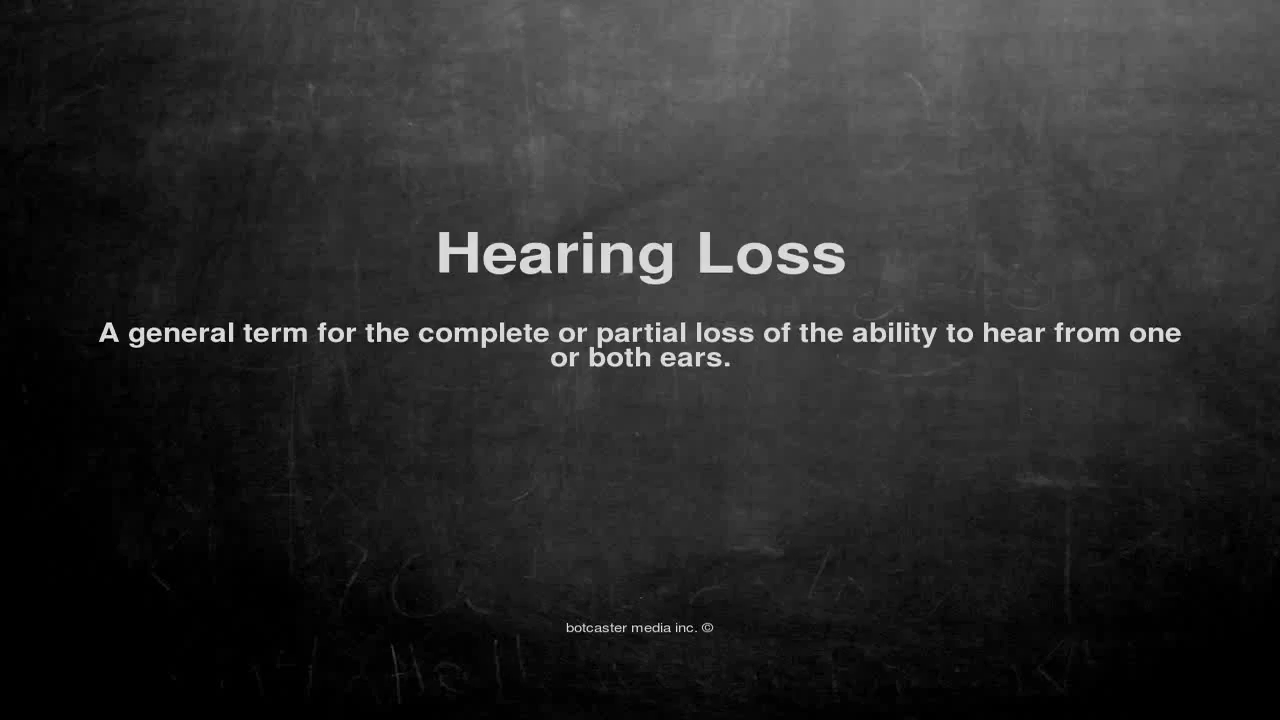 Hearing Loss
A general term for the complete or partial loss of the ability to hear from one
or both ears.
botcaster media inc. ©